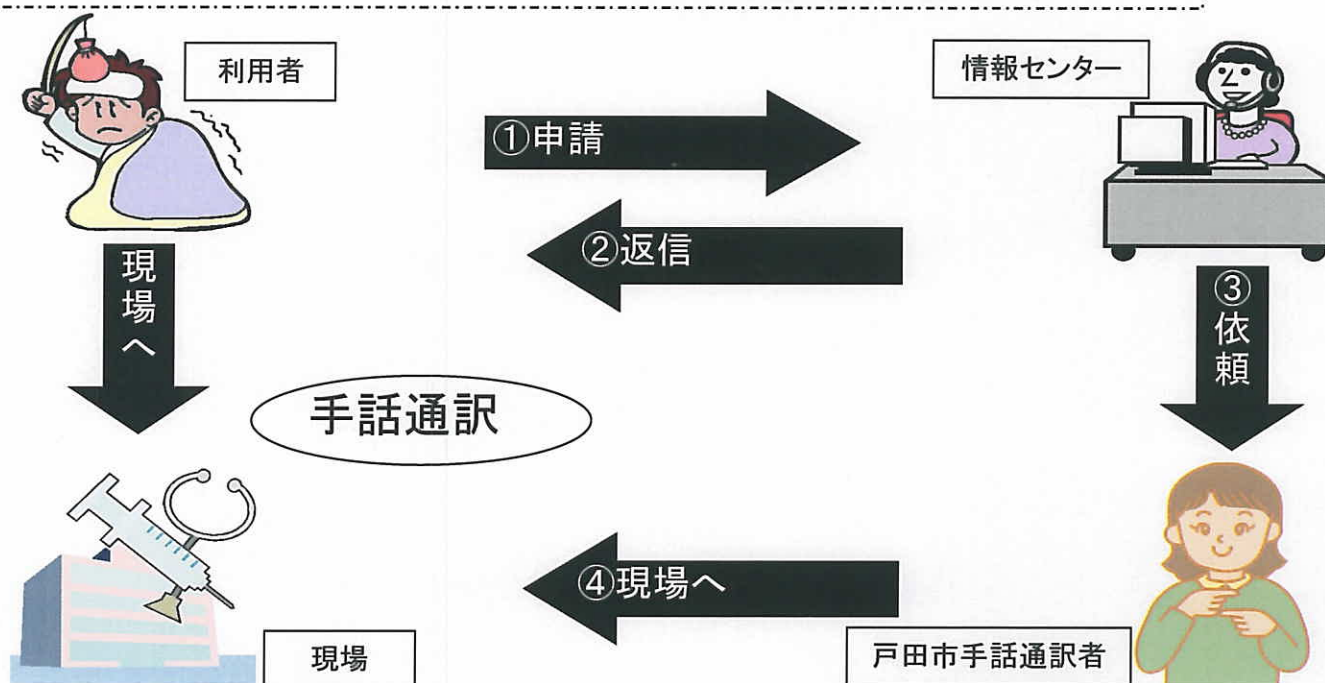 利用者
情報センター
①申請
②返信
現場へ
③依頼
手話通訳
④現場へ
現場
戸田市手話通訳者